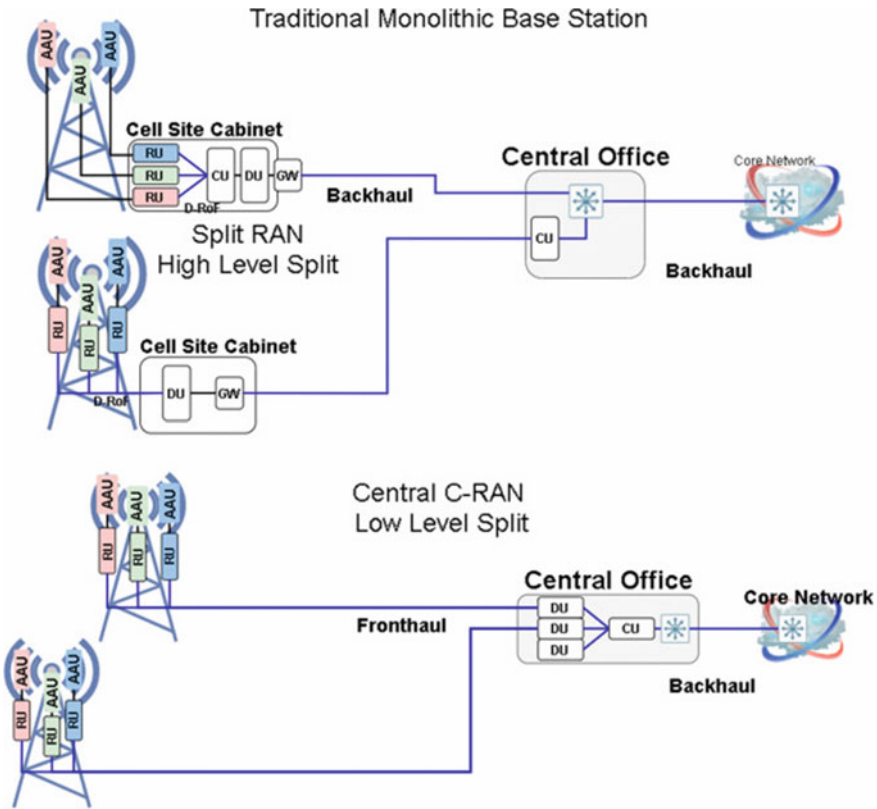 Traditional Monolithic Base Station
AAU
AAU
AAU
Cell Site Cabinet
RU
RU
RU
CU
DU
GW
D-RoF
Backhaul
Central Office
CU
Core Network
Backhaul
Split RAN
High Level Split
AAU
AAU
AAU
RU
RU
RU
D-RoF
Cell Site Cabinet
DU
GW
Central C-RAN
Low Level Split
AAU
AAU
AAU
RU
RU
RU
Fronthaul
Central Office
DU
DU
DU
CU
Core Network
Backhaul
AAU
AAU
AAU
RU
RU
RU